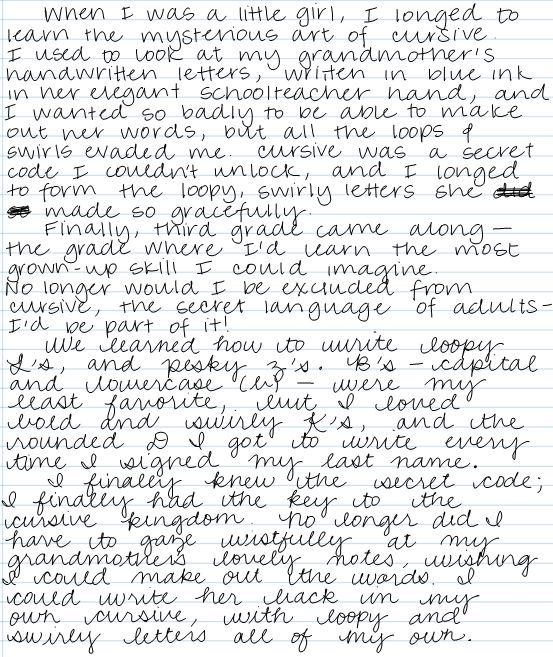 When I was a little girl, I longed to
learn the mysterious art of cursive.
I used to look at my grandmother's
handwritten letters, written in blue ink
in her elegant schoolteacher hand, and
I wanted so badly to be able to make
out her words, but all the loops &
swirls evaded me. Cursive was a secret
code I couldn't unlock, and I longed
to form the loopy, swirly letters she did
made so gracefully.
Finally, third grade came along—
the grade where I'd learn the most
grown-up skill I could imagine.
No longer would I be excluded from
cursive, the secret language of adults–
I'd be part of it!
We learned how to write loopy
L's, and pesky z's. B's – capital
and lowercase (b) – were my
least favorite, but I loved
bold and swirly K's, and the
rounded D I got to write every
time I signed my last name.
I finally knew the secret code;
I finally had the key to the
cursive kingdom. No longer did I
have to gaze wistfully at my
grandmothers lovely notes, wishing
I could make out the words. I
could write her back in my
own cursive, with loopy and
swirly letters all of my own.